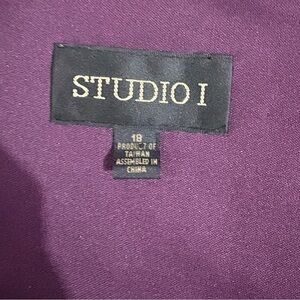 STUDIO I
18
PRODUCT OF
TAIWAN
ASSEMBLED IN
CHINA